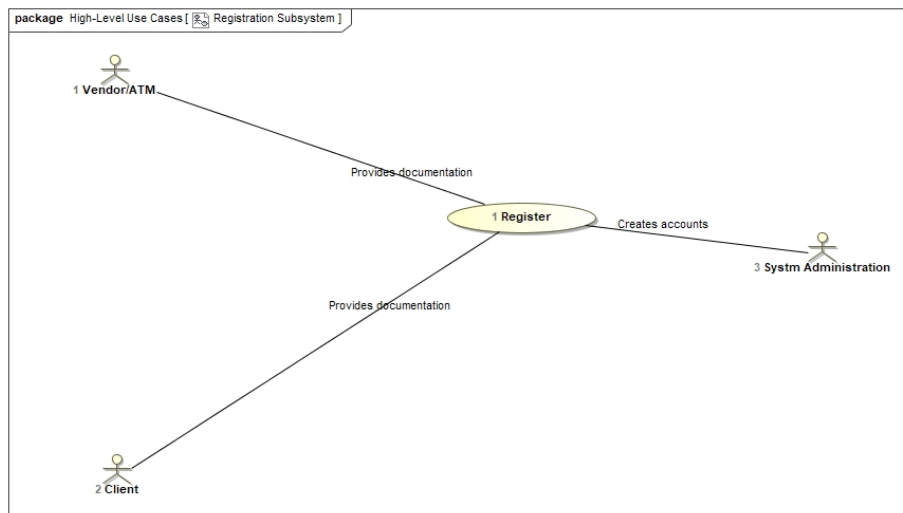 package High-Level Use Cases [ Registration Subsystem ]
1 Vendor/ATM
Provides documentation
1 Register
Creates accounts
3 Systm Administration
Provides documentation
2 Client